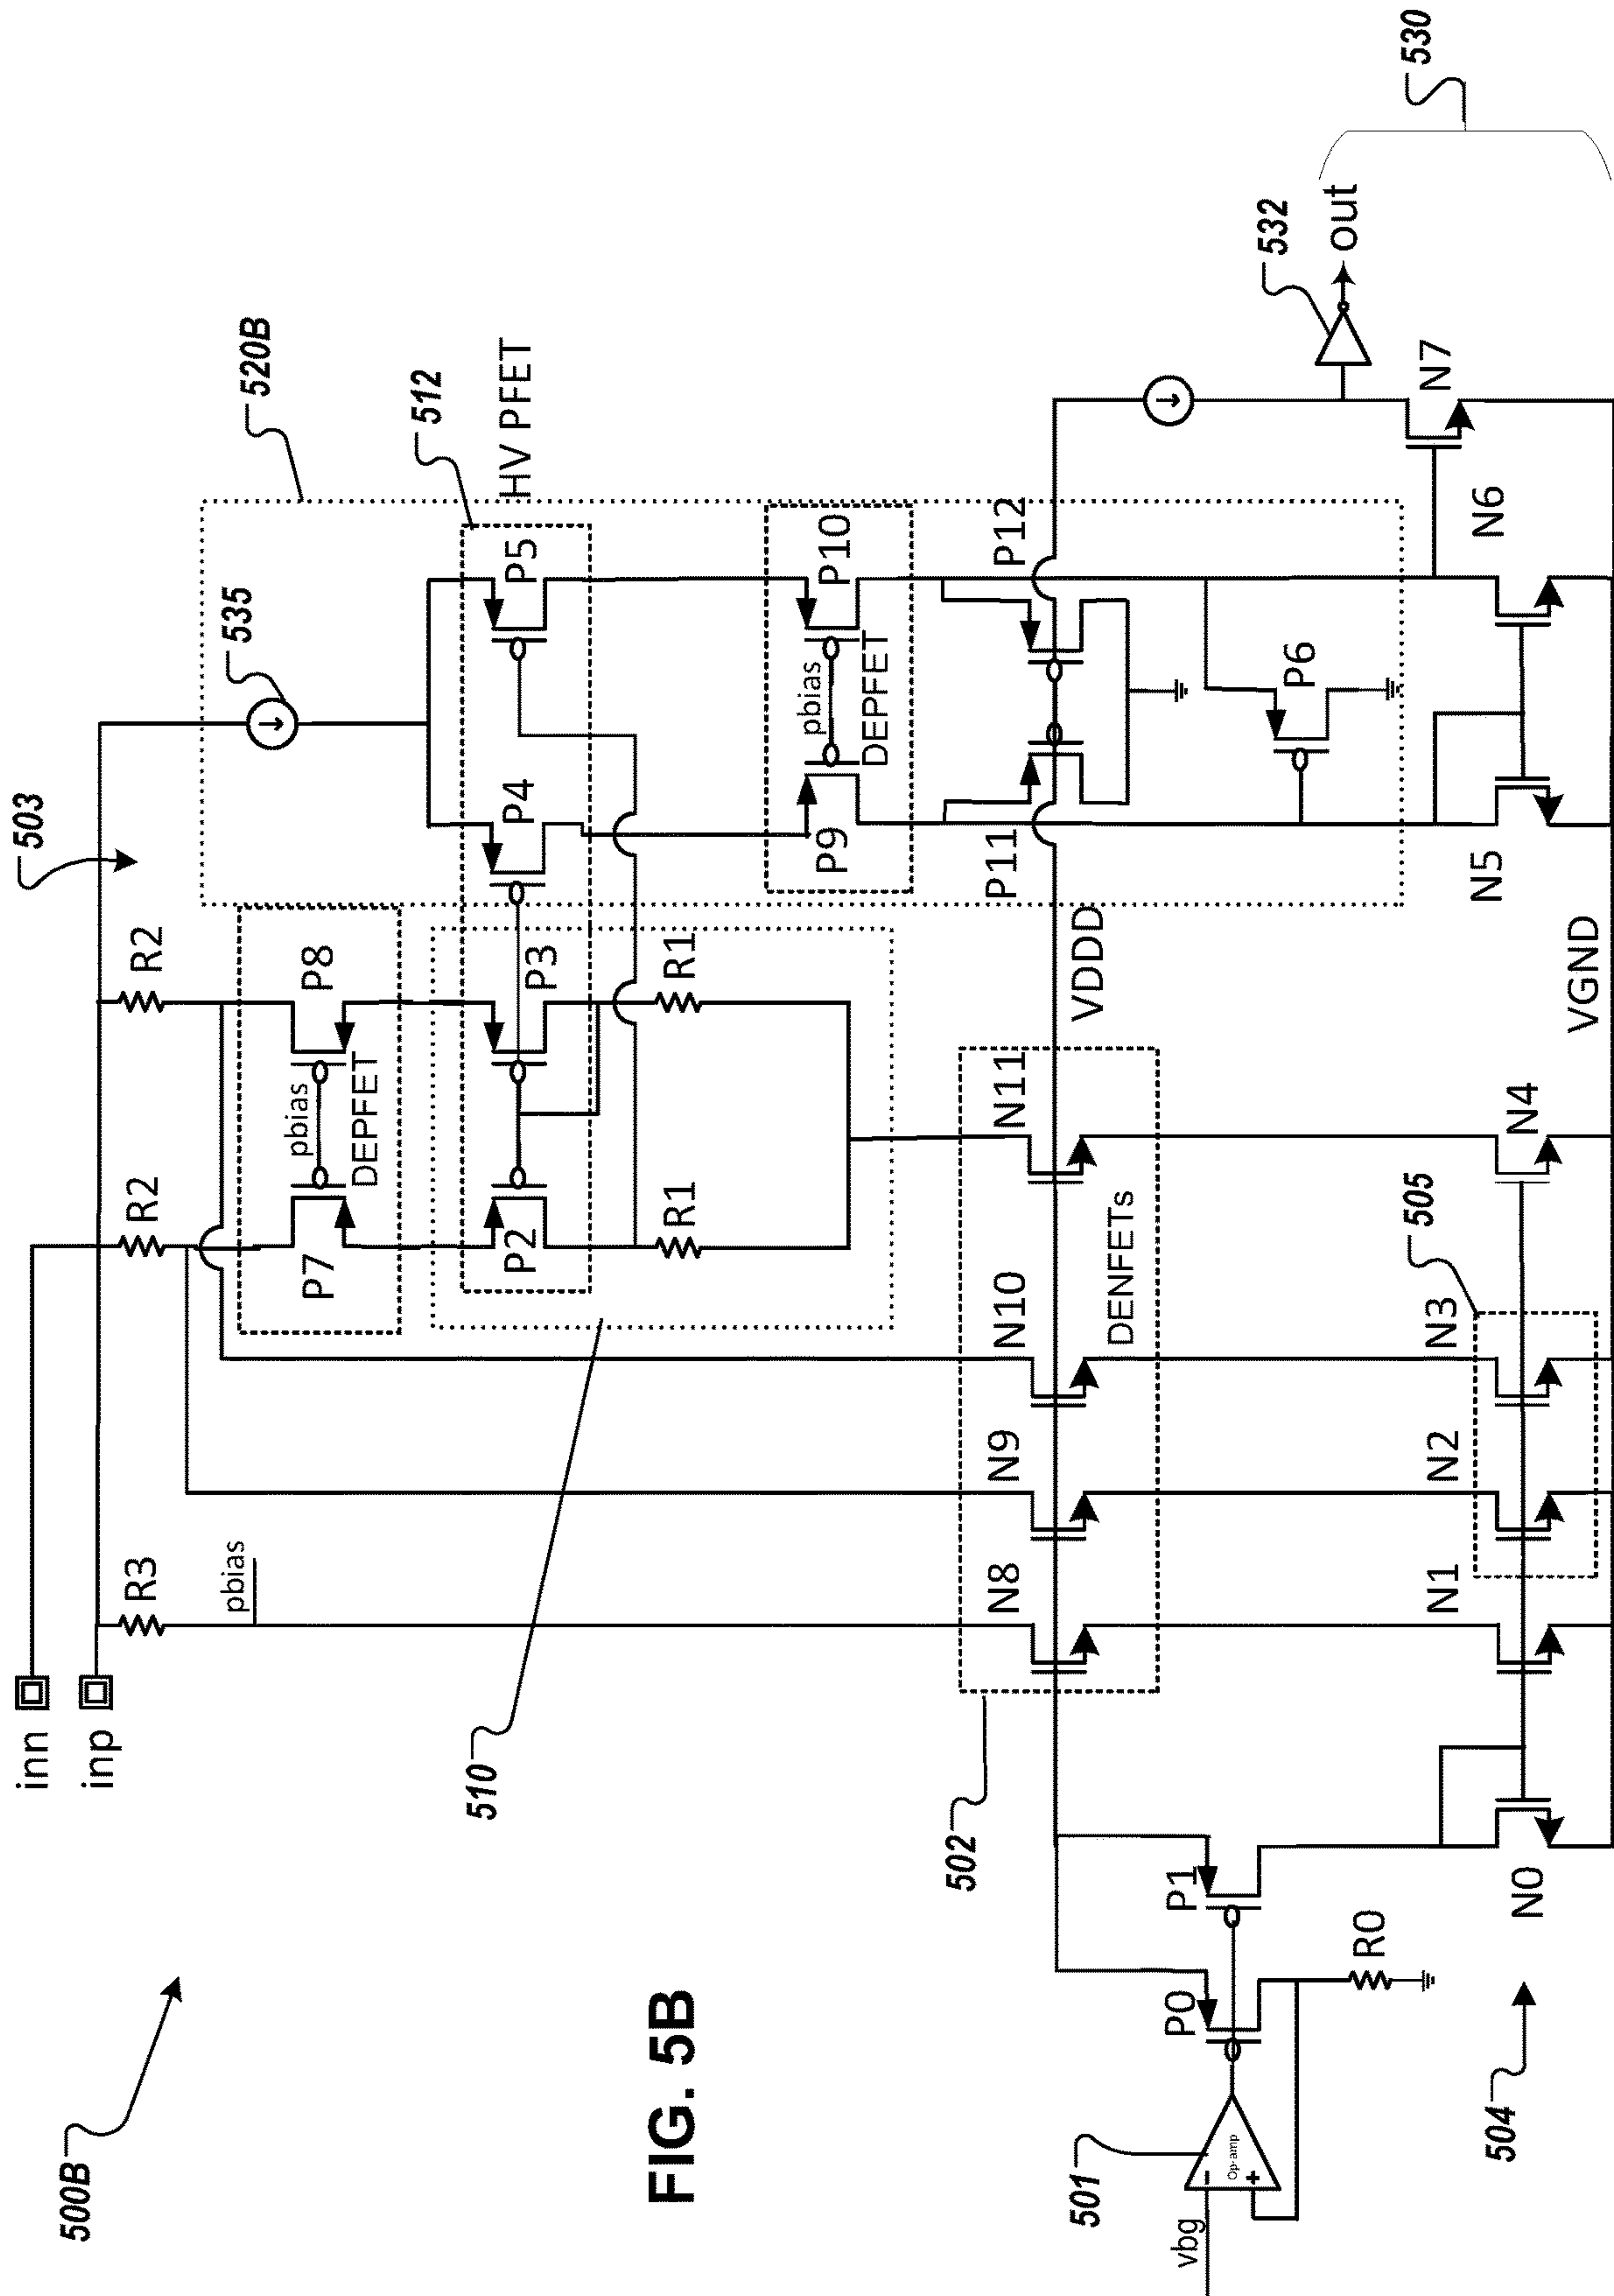 530
532
out
520B
HV PFET
512
N7
P5
P10
P12
N6
535
pbias
DEPFET
P6
P4
503
P9
P11
N5
R2
P8
P3
R1
VDDD
VGND
pbias
DEPFET
N11
N4
R2
P7
P2
R1
505
N10
DENFETs
N3
N9
N2
R3
pbias
N8
N1
inn
inp
510
502
P1
N0
P0
R0
500B
FIG. 5B
501
-
Op-amp
+
504
vbg